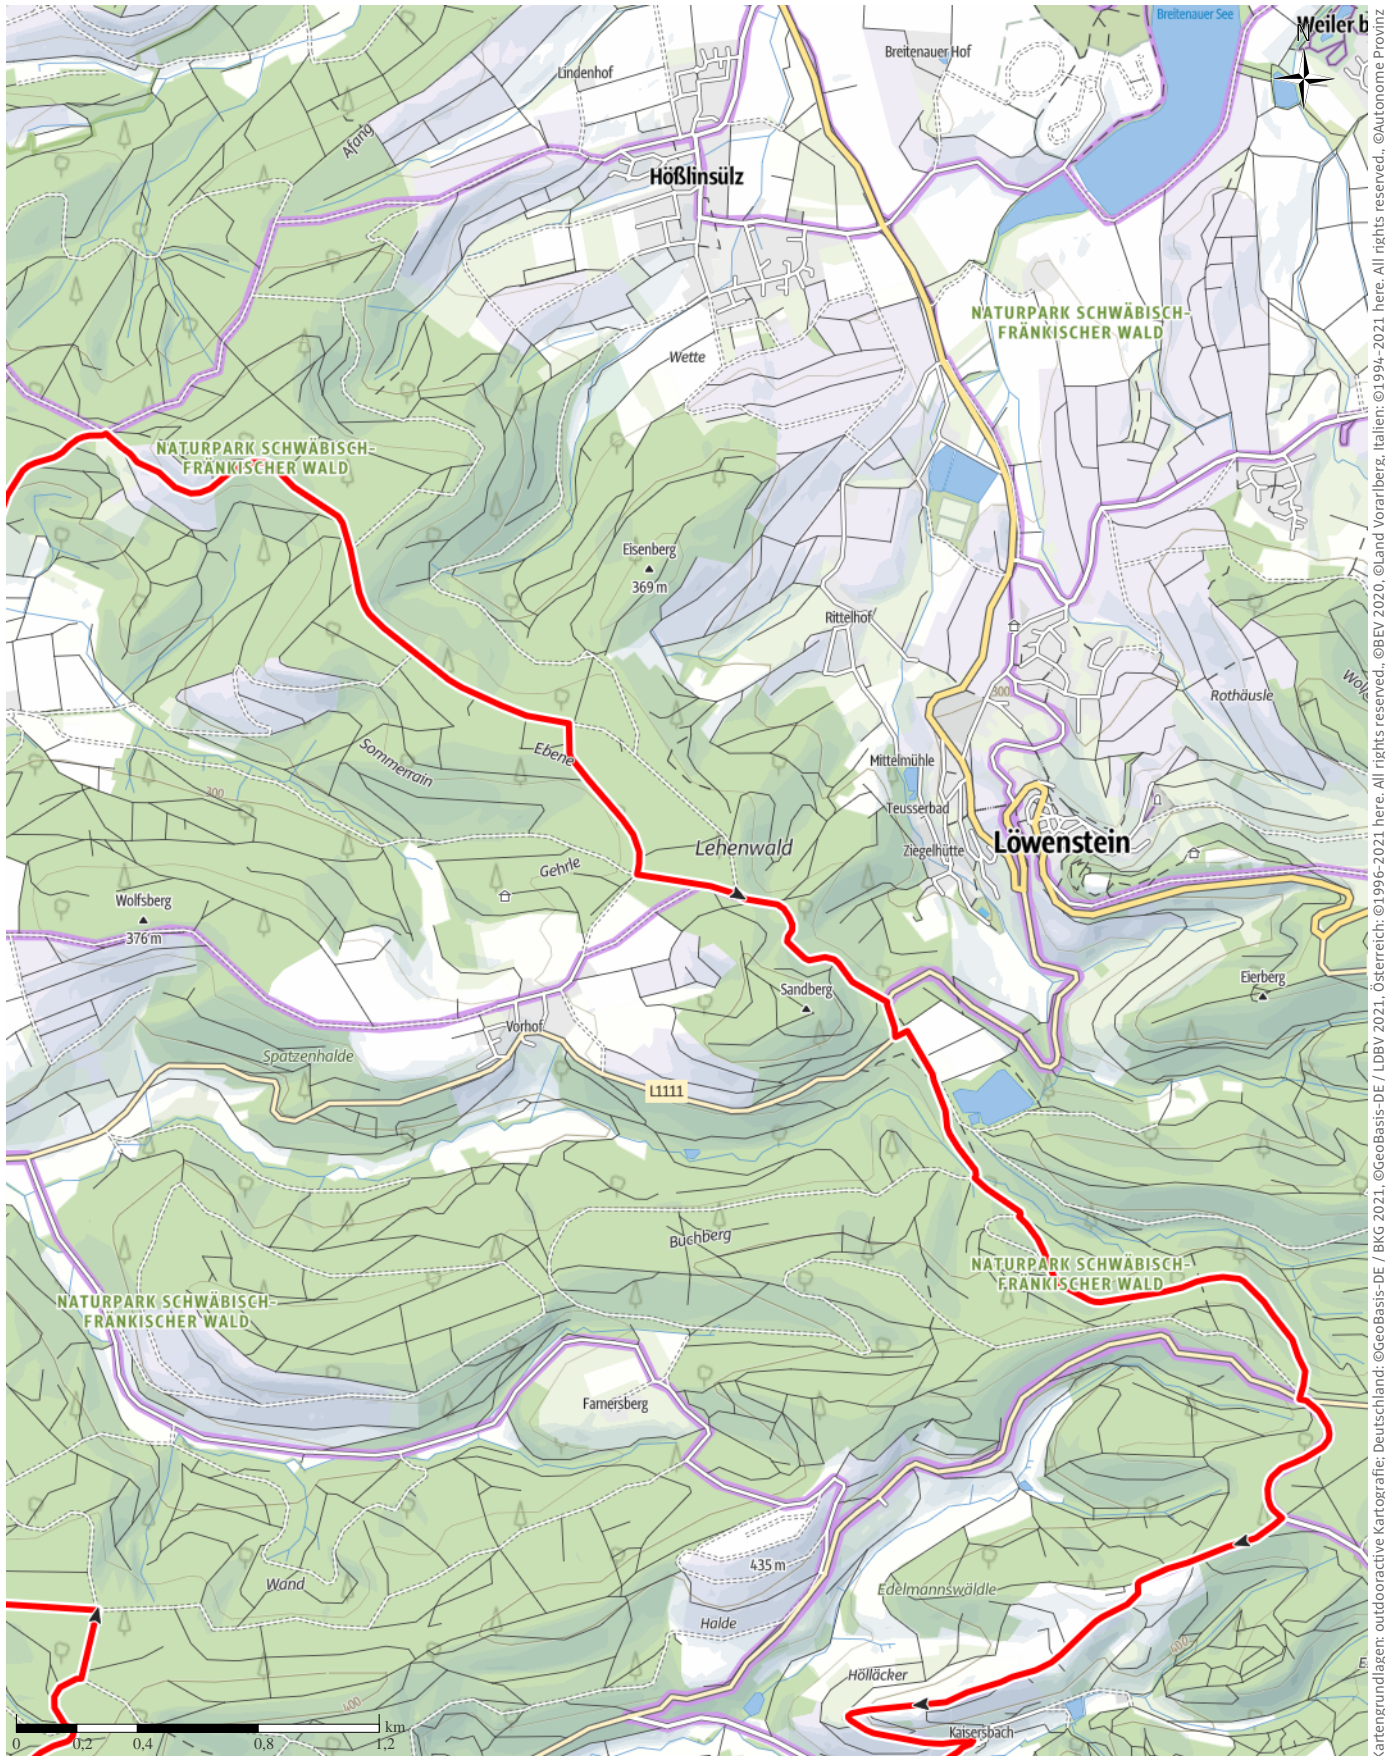 Breitenauer See
Weiler b
N
Breitenauer Hof
Lindenhof
Afang
Hößlinsülz
NATURPARK SCHWÄBISCH-
FRÄNKISCHER WALD
Wette
NATURPARK SCHWÄBISCH-
FRÄNKISCHER WALD
Eisenberg
369 m
Rittelhof
300
Rothäusle
Ebene
Sommerrain
300
Mittelmühle
Teusserbad
Ziegelhütte
Löwenstein
Lehenwald
Gehrle
Wolfsberg
376 m
Sandberg
Eierberg
Vorhof
Spatzenhalde
L1111
Buchberg
NATURPARK SCHWÄBISCH-
FRÄNKISCHER WALD
NATURPARK SCHWÄBISCH-
FRÄNKISCHER WALD
Farnersberg
435 m
Wand
Edelmannswäldle
Halde
400
Hölläcker
400
Kaisersbach
km
0 0,2 0,4 0,8 1,2
artengrundlagen: outdooractive Kartografie; Deutschland: ©GeoBasis-DE / BKG 2021, ©GeoBasis-DE / LDBV 2021, Österreich: ©1996-2021 here. All rights reserved., ©BEV 2020, ©Land Vorarlberg, Italien: ©1994-2021 here. All rights reserved., ©Autonome Provinz